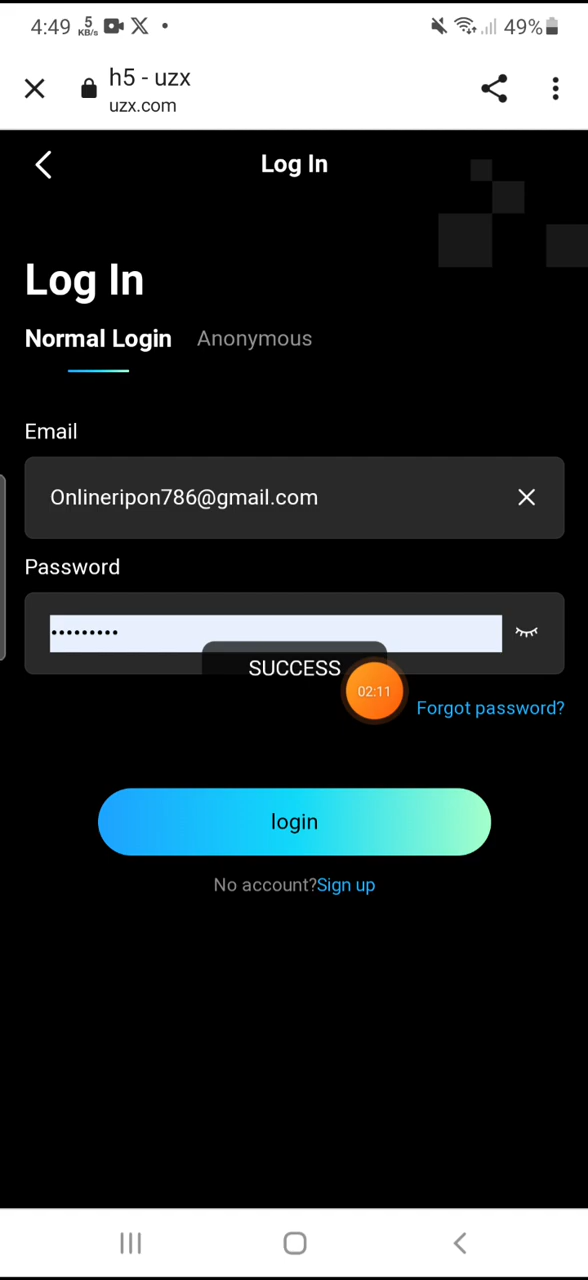 4:49 5 KB/s X 49%
h5 - uzx
uzx.com
Log In
Log In
Normal Login Anonymous
Email
Onlineripon786@gmail.com
Password
•••••••••
SUCCESS
02:11
Forgot password?
login
No account?Sign up